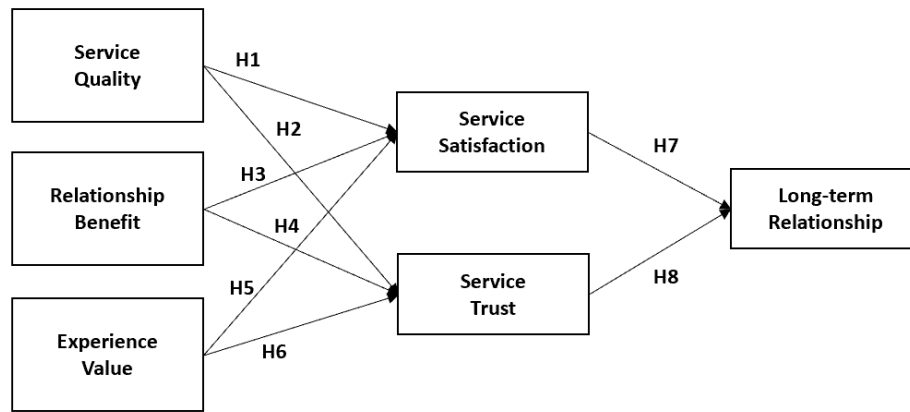 Service
Quality
H1
H2
Service
Satisfaction
H7
Relationship
Benefit
H3
H4
Long-term
Relationship
H5
Service
Trust
H8
Experience
Value
H6